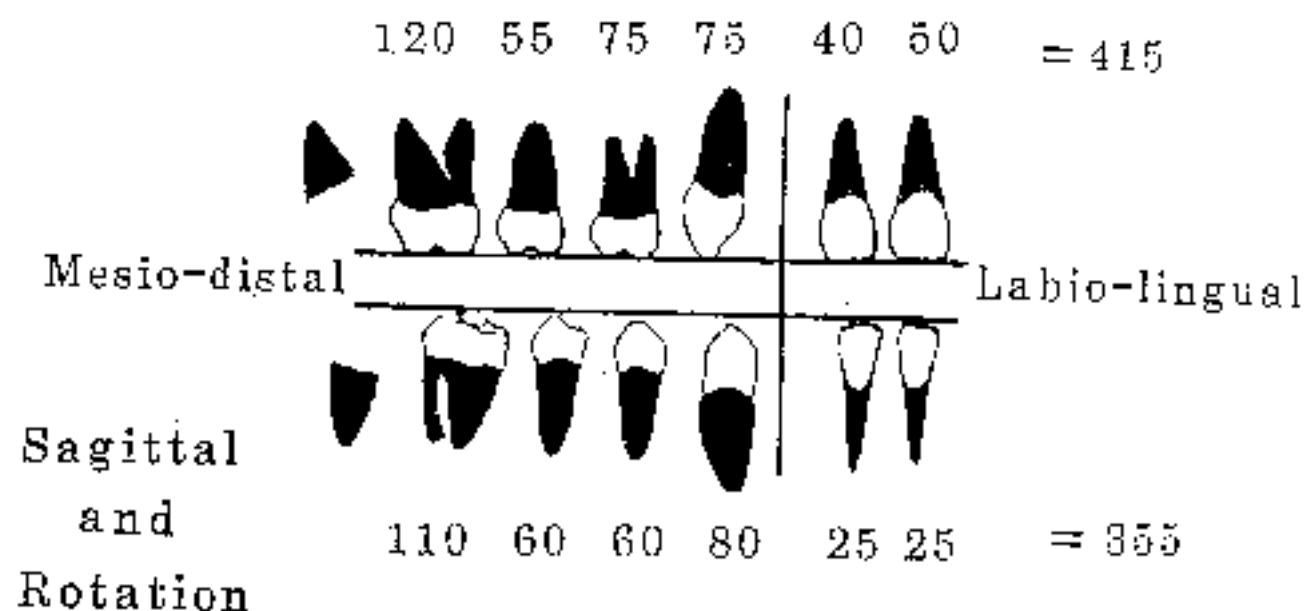 120 55 75 75 40 50 = 415
Mesio-distal
Labio-lingual
Sagittal
and
Rotation
110 60 60 80 25 25 = 355